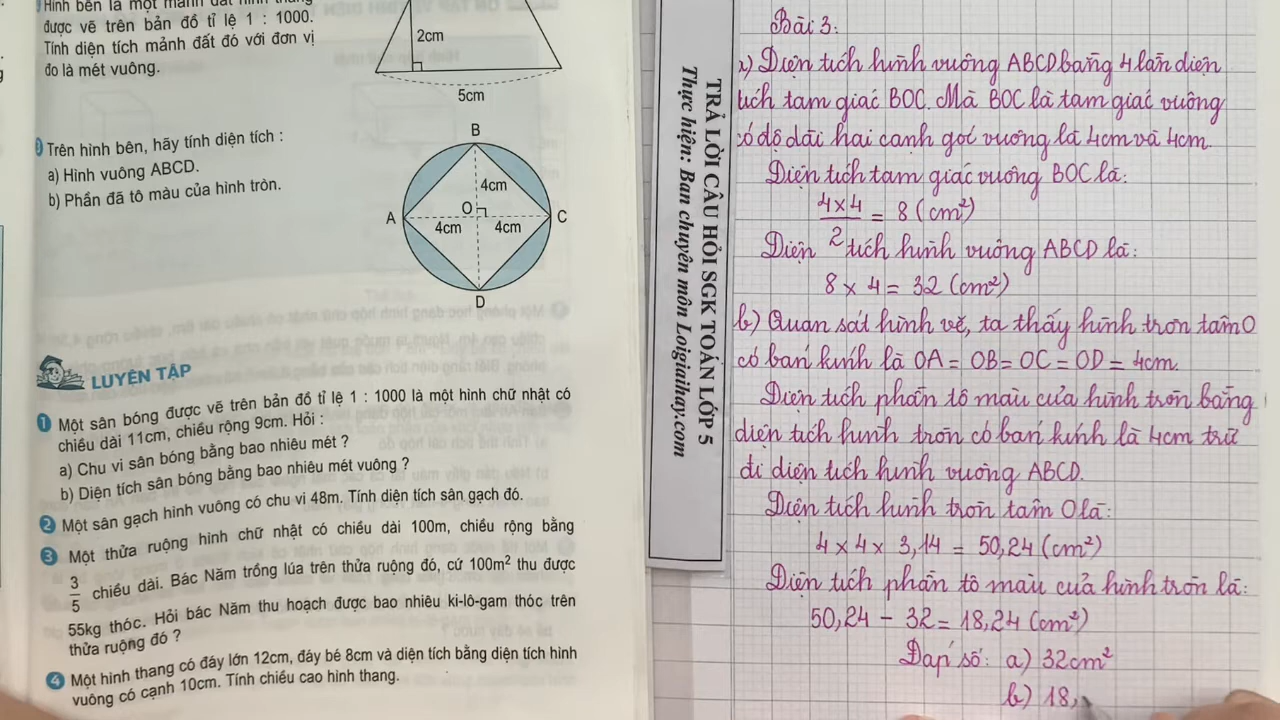 Hình bên là một mảnh đất hình thang
được vẽ trên bản đồ tỉ lệ 1 : 1000.
Tính diện tích mảnh đất đó với đơn vị
đo là mét vuông.
2cm
5cm
Trên hình bên, hãy tính diện tích :
a) Hình vuông ABCD.
b) Phần đã tô màu của hình tròn.
B
4cm
A
O
C
4cm
4cm
D
LUYỆN TẬP
1 Một sân bóng được vẽ trên bản đồ tỉ lệ 1 : 1000 là một hình chữ nhật có
chiều dài 11cm, chiều rộng 9cm. Hỏi :
a) Chu vi sân bóng bằng bao nhiêu mét ?
b) Diện tích sân bóng bằng bao nhiêu mét vuông ?
2 Một sân gạch hình vuông có chu vi 48m. Tính diện tích sân gạch đó.
3 Một thửa ruộng hình chữ nhật có chiều dài 100m, chiều rộng bằng
3/5 chiều dài. Bác Năm trồng lúa trên thửa ruộng đó, cứ 100m² thu được
55kg thóc. Hỏi bác Năm thu hoạch được bao nhiêu ki-lô-gam thóc trên
thửa ruộng đó ?
4 Một hình thang có đáy lớn 12cm, đáy bé 8cm và diện tích bằng diện tích hình
vuông có cạnh 10cm. Tính chiều cao hình thang.
TRẢ LỜI CÂU HỎI SGK TOÁN LỚP 5
Thực hiện: Ban chuyên môn Loigiaihay.com
Bài 3:
a) Diện tích hình vuông ABCD bằng 4 lần diện
tích tam giác BOC. Mà BOC là tam giác vuông
có độ dài hai cạnh góc vuông là 4cm và 4cm.
Diện tích tam giác vuông BOC là:
4 x 4 / 2 = 8 (cm²)
Diện tích hình vuông ABCD là:
8 x 4 = 32 (cm²)
b) Quan sát hình vẽ, ta thấy hình tròn tâm O
có bán kính là OA = OB = OC = OD = 4cm.
Diện tích phần tô màu của hình tròn bằng
diện tích hình tròn có bán kính là 4cm trừ
đi diện tích hình vuông ABCD.
Diện tích hình tròn tâm O là:
4 x 4 x 3,14 = 50,24 (cm²)
Diện tích phần tô màu của hình tròn là:
50,24 - 32 = 18,24 (cm²)
Đáp số: a) 32cm²
b) 18,